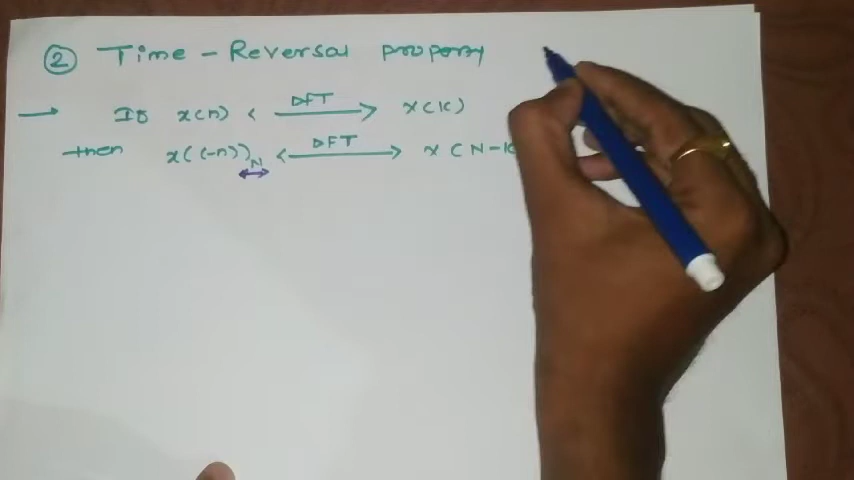 ② Time - Reversal property
→ If x(n) <—DFT—> x(k)
then x((-n))N <—DFT—> x(N-k